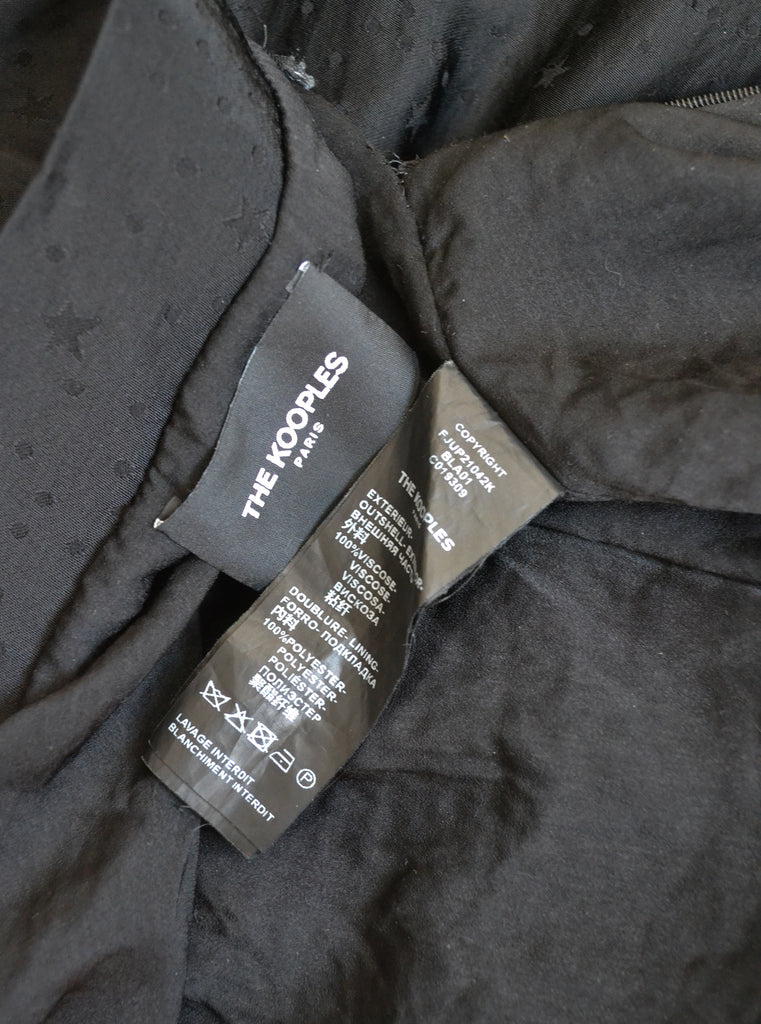 THE KOOPLES
PARIS
COPYRIGHT
FJUP21042K
BLA01
C019309
THE KOOPLES
EXTERIEUR-
OUTSHELL- EXTERIOR-
ВНЕШНЯЯ ЧАСТЬ
外料
100%VISCOSE-
VISCOSE.
VISCOSA-
ВИСКОЗА
粘纤
DOUBLURE- LINING-
FORRO- ПОДКЛАДКА
内料
100%POLYESTER-
POLYESTER-
POLIÉSTER-
ПОЛИЭСТЕР
聚酯纤维
P
LAVAGE INTERDIT
BLANCHIMENT INTERDIT